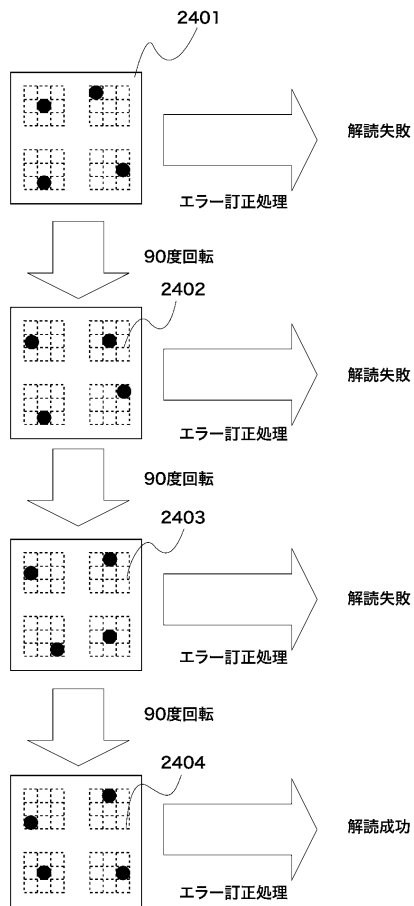 2401
解読失敗
エラー訂正処理
90度回転
2402
解読失敗
エラー訂正処理
90度回転
2403
解読失敗
エラー訂正処理
90度回転
2404
解読成功
エラー訂正処理